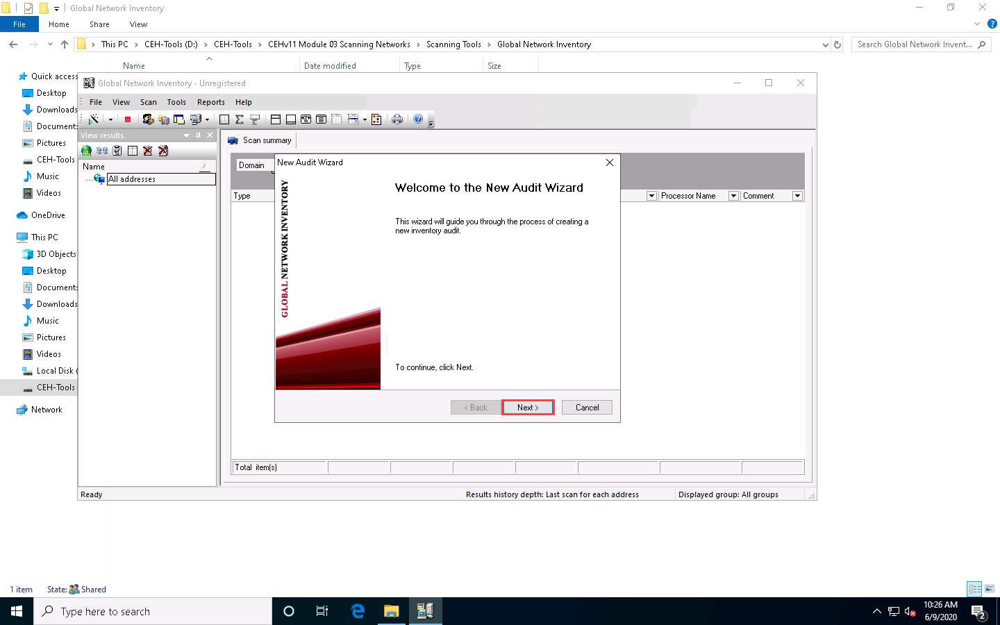 Global Network Inventory
File Home Share View
This PC > CEH-Tools (D:) > CEH-Tools > CEHv11 Module 03 Scanning Networks > Scanning Tools > Global Network Inventory
Search Global Network Invent...
Name Date modified Type Size
Quick access
Desktop
Downloads
Documents
Pictures
CEH-Tools
Music
Videos
OneDrive
This PC
3D Objects
Desktop
Documents
Downloads
Music
Pictures
Videos
Local Disk (
CEH-Tools
Network
Global Network Inventory - Unregistered
File View Scan Tools Reports Help
View results
Name
All addresses
Scan summary
Domain
Type
Processor Name
Comment
New Audit Wizard
GLOBAL NETWORK INVENTORY
Welcome to the New Audit Wizard
This wizard will guide you through the process of creating a
new inventory audit.
To continue, click Next.
< Back Next > Cancel
Total item(s)
Ready
Results history depth: Last scan for each address
Displayed group: All groups
1 item State: Shared
Type here to search
10:26 AM
6/9/2020
2